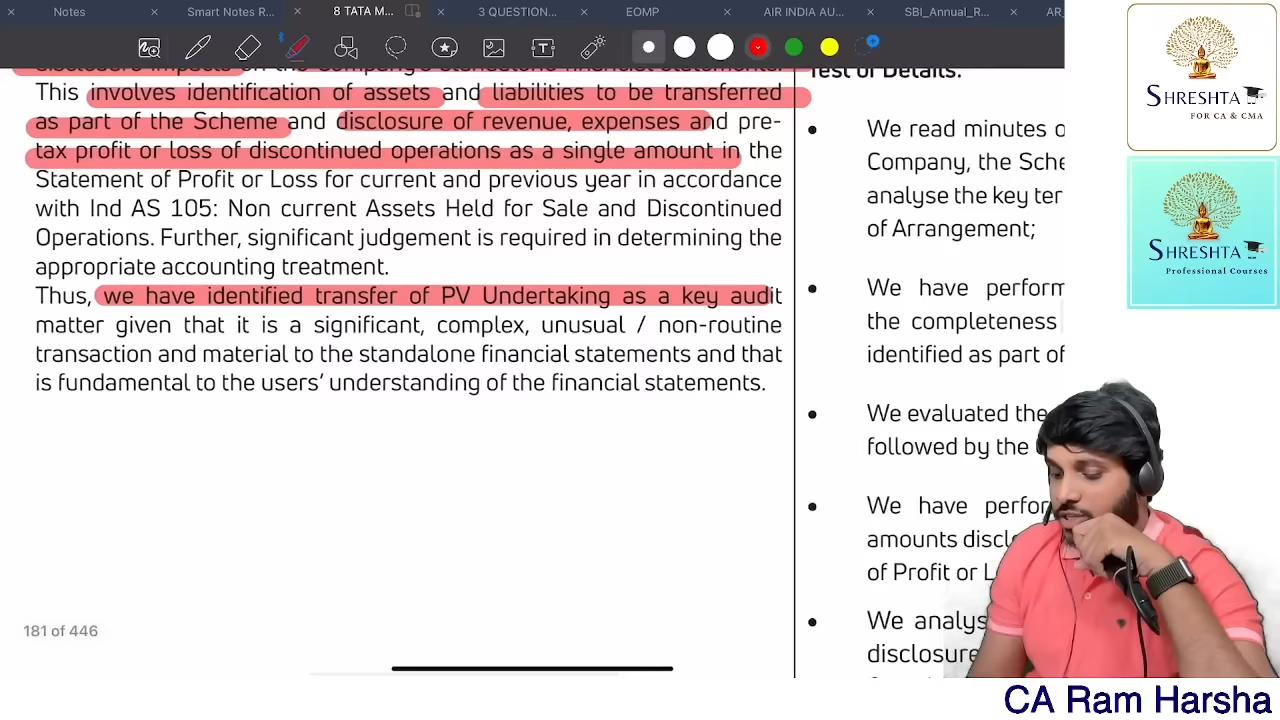 Notes
Smart Notes R...
8 TATA M...
3 QUESTION...
EOMP
AIR INDIA AU...
SBI_Annual_R...
AR_
This involves identification of assets and liabilities to be transferred
as part of the Scheme and disclosure of revenue, expenses and pre-
tax profit or loss of discontinued operations as a single amount in the
Statement of Profit or Loss for current and previous year in accordance
with Ind AS 105: Non current Assets Held for Sale and Discontinued
Operations. Further, significant judgement is required in determining the
appropriate accounting treatment.
Thus, we have identified transfer of PV Undertaking as a key audit
matter given that it is a significant, complex, unusual / non-routine
transaction and material to the standalone financial statements and that
is fundamental to the users' understanding of the financial statements.
181 of 446
Test of Details:
We read minutes o
Company, the Sche
analyse the key ter
of Arrangement;
We have perform
the completeness
identified as part of
We evaluated the
followed by the
We have perfor
amounts discl
of Profit or L
We analys
disclosure
SHRESHTA
FOR CA & CMA
SHRESHTA
Professional Courses
CA Ram Harsha